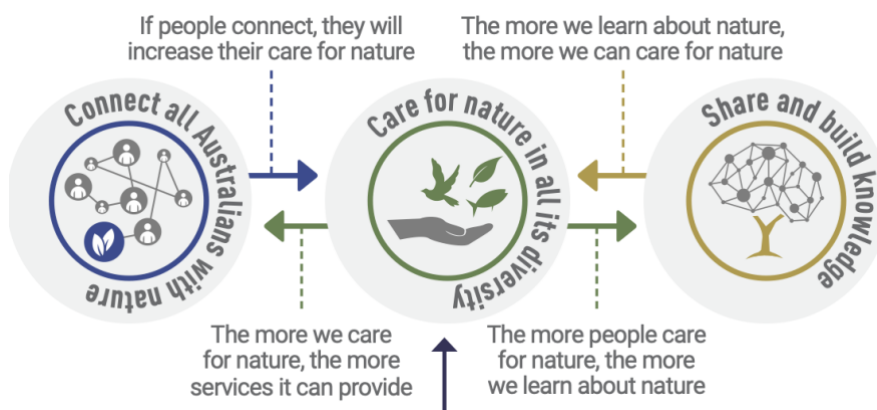 If people connect, they will
increase their care for nature
The more we learn about nature,
the more we can care for nature
Connect all Australians with nature
Care for nature in all its diversity
Share and build knowledge
The more we care
for nature, the more
services it can provide
The more people care
for nature, the more
we learn about nature